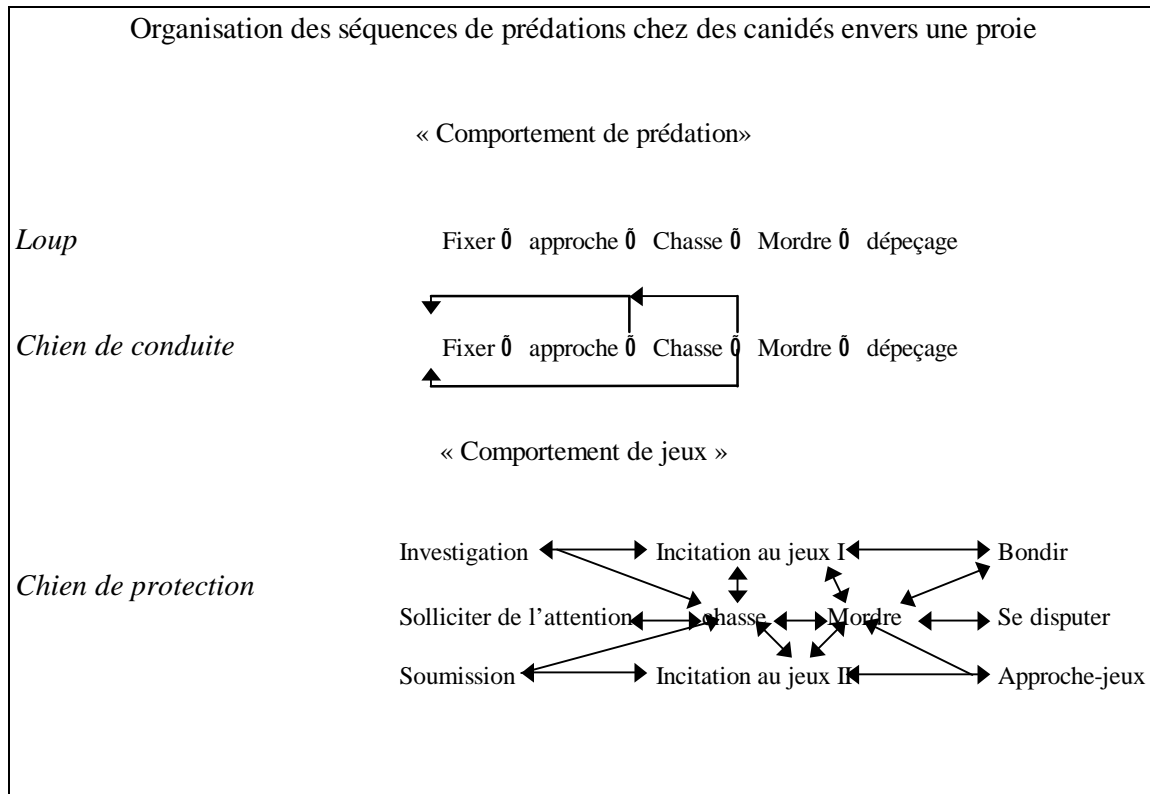 Organisation des séquences de prédations chez des canidés envers une proie
« Comportement de prédation»
Loup Fixer Õ approche Õ Chasse Õ Mordre Õ dépeçage
Chien de conduite Fixer Õ approche Õ Chasse Õ Mordre Õ dépeçage
« Comportement de jeux »
Investigation Incitation au jeux I Bondir
Chien de protection
Solliciter de l’attention chasse Mordre Se disputer
Soumission Incitation au jeux II Approche-jeux